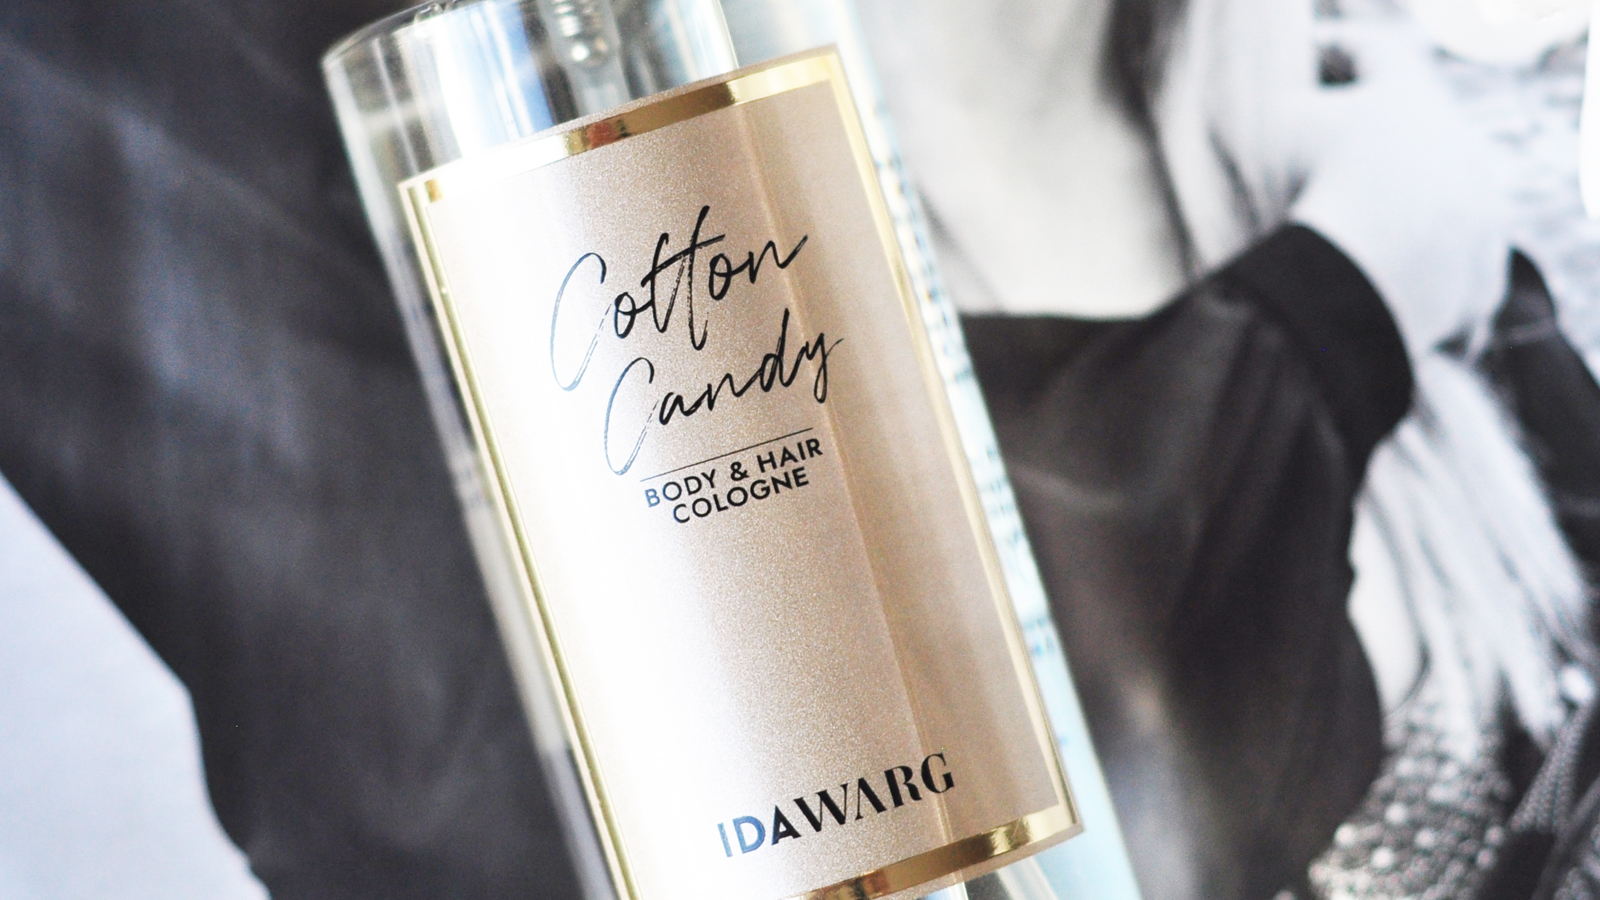 Cotton
Candy
BODY & HAIR
COLOGNE
IDAWARG